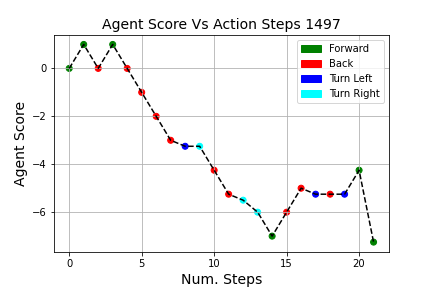 Agent Score Vs Action Steps 1497
Forward
Back
Turn Left
Turn Right
Agent Score
0
−2
−4
−6
0
5
10
15
20
Num. Steps